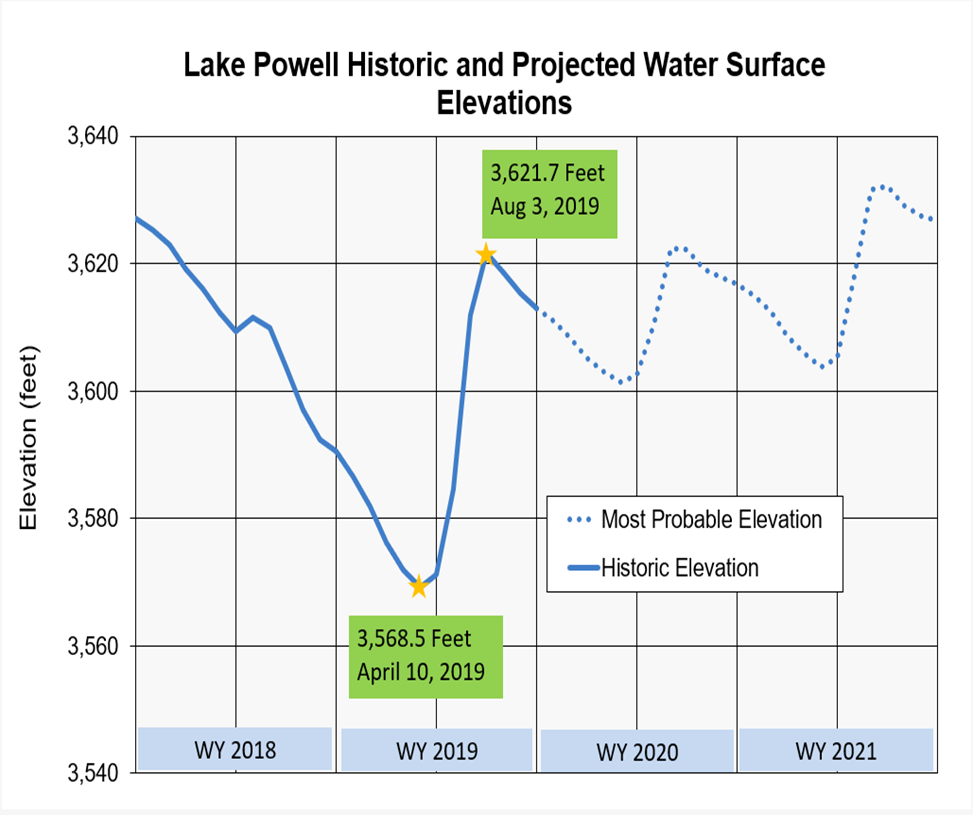 Lake Powell Historic and Projected Water Surface
Elevations
3,640
3,620
3,600
3,580
3,560
3,540
Elevation (feet)
3,621.7 Feet
Aug 3, 2019
Most Probable Elevation
Historic Elevation
3,568.5 Feet
April 10, 2019
WY 2018
WY 2019
WY 2020
WY 2021